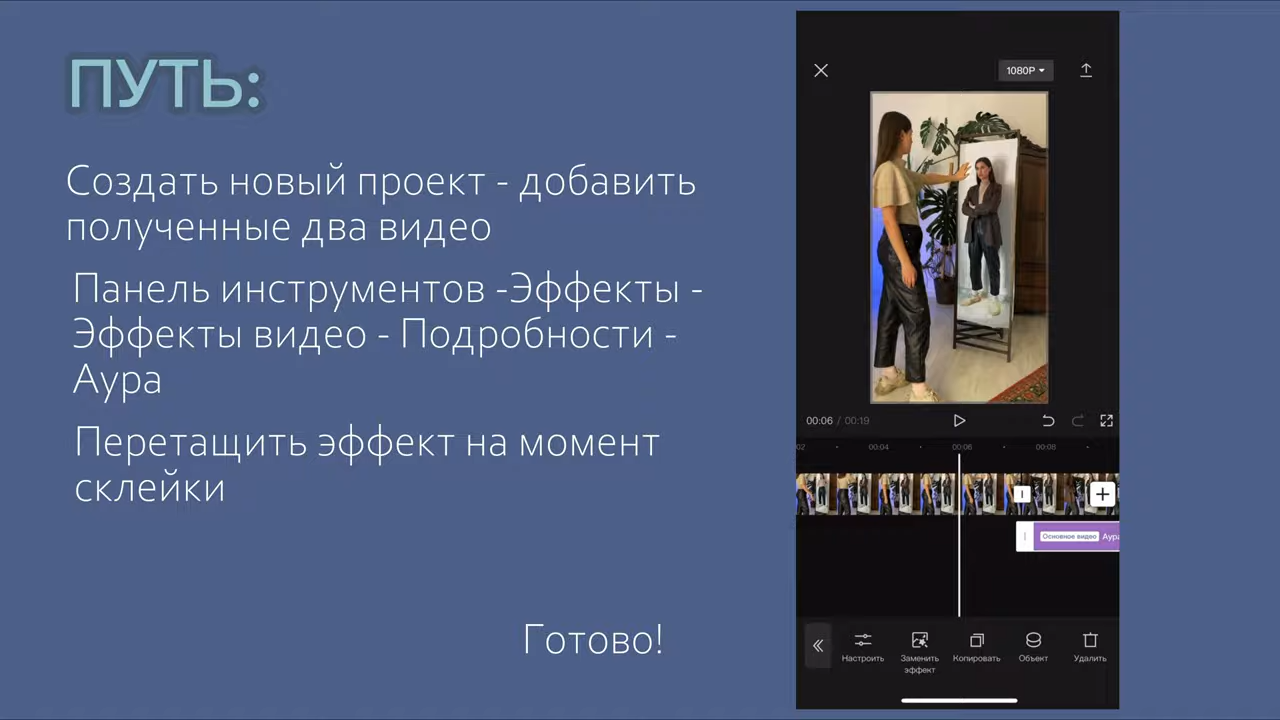 ПУТЬ:
Создать новый проект - добавить
полученные два видео
Панель инструментов -Эффекты -
Эффекты видео - Подробности -
Аура
Перетащить эффект на момент
склейки
Готово!
1080P
00:06 / 00:19
02 00:04 00:06 00:08
Основное видео Аура
Настроить
Заменить
эффект
Копировать
Объект
Удалить